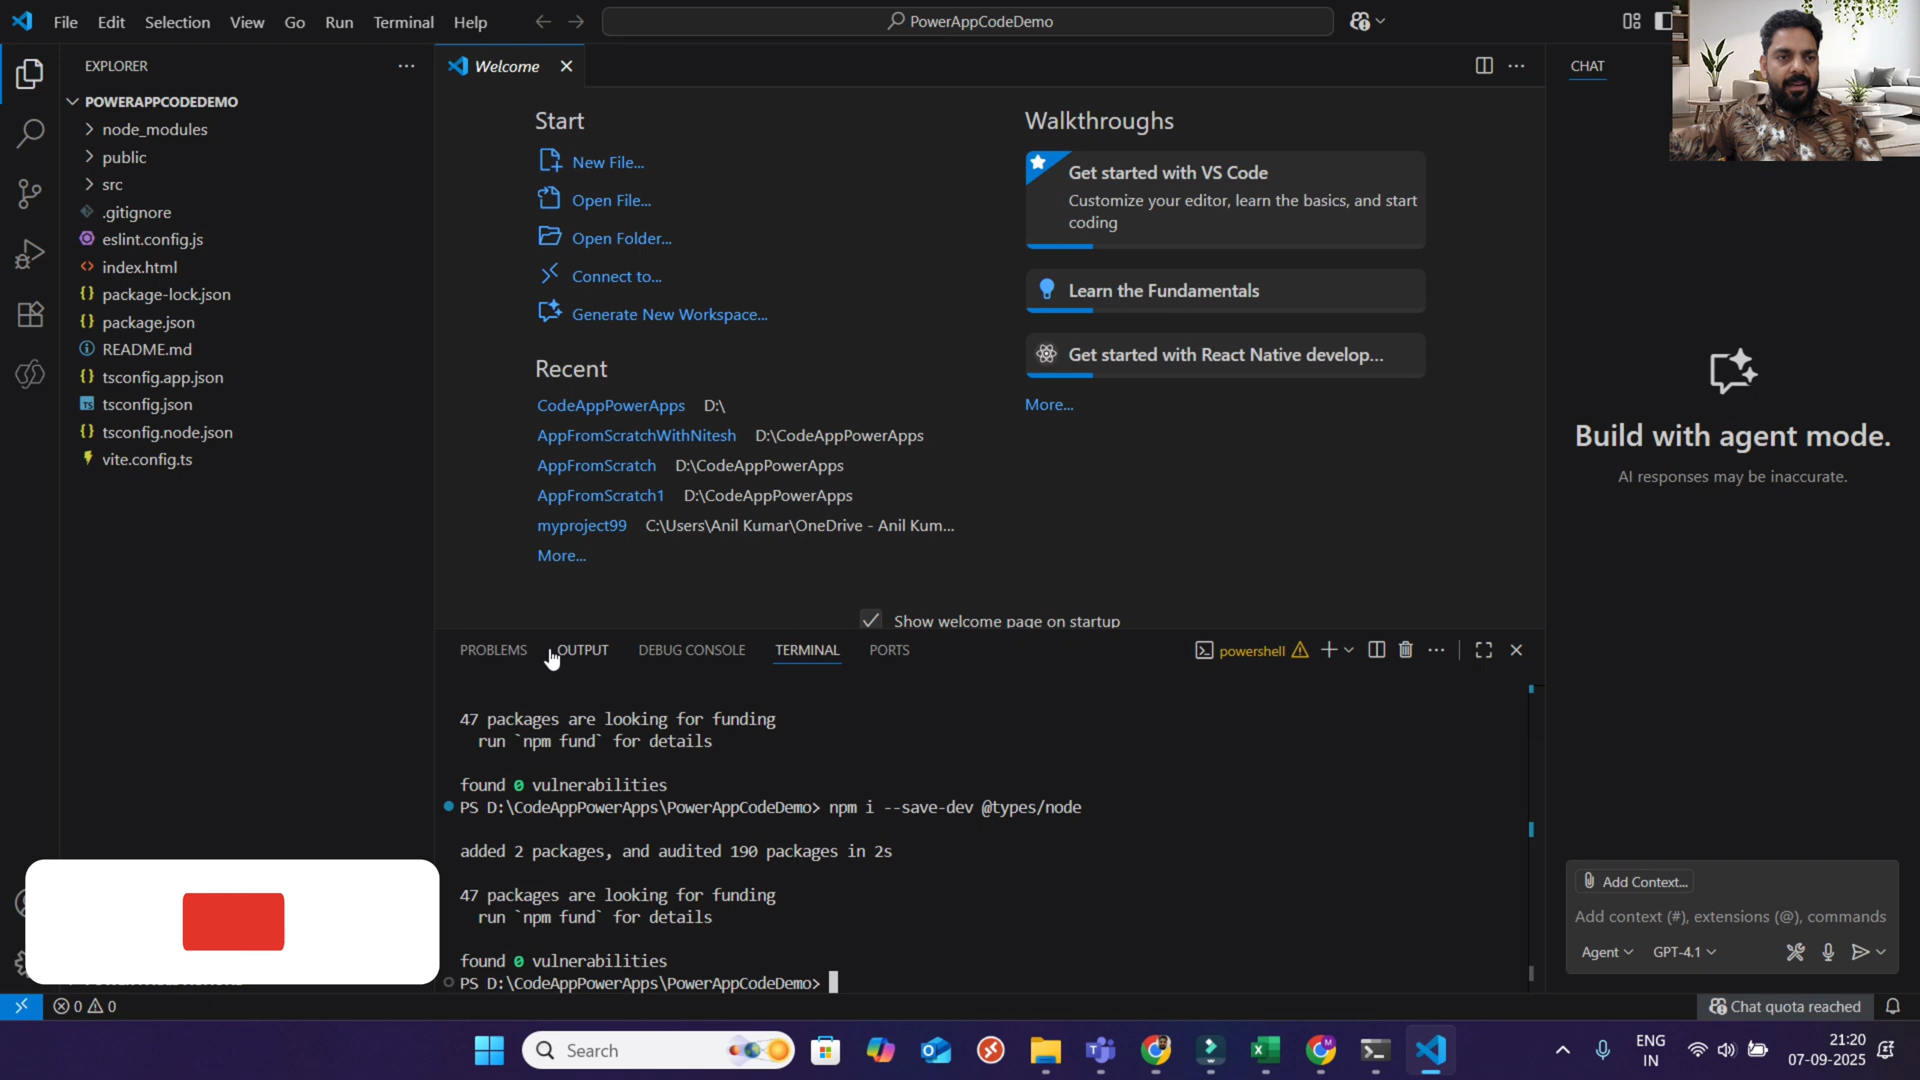 File Edit Selection View Go Run Terminal Help
PowerAppCodeDemo
EXPLORER
POWERAPPCODEDEMO
node_modules
public
src
.gitignore
eslint.config.js
index.html
package-lock.json
package.json
README.md
tsconfig.app.json
tsconfig.json
tsconfig.node.json
vite.config.ts
Welcome
Start
New File...
Open File...
Open Folder...
Connect to...
Generate New Workspace...
Recent
CodeAppPowerApps D:\
AppFromScratchWithNitesh D:\CodeAppPowerApps
AppFromScratch D:\CodeAppPowerApps
AppFromScratch1 D:\CodeAppPowerApps
myproject99 C:\Users\Anil Kumar\OneDrive - Anil Kum...
More...
Walkthroughs
Get started with VS Code
Customize your editor, learn the basics, and start
coding
Learn the Fundamentals
Get started with React Native develop...
More...
Show welcome page on startup
PROBLEMS OUTPUT DEBUG CONSOLE TERMINAL PORTS
powershell
47 packages are looking for funding
run `npm fund` for details
found 0 vulnerabilities
PS D:\CodeAppPowerApps\PowerAppCodeDemo> npm i --save-dev @types/node
added 2 packages, and audited 190 packages in 2s
47 packages are looking for funding
run `npm fund` for details
found 0 vulnerabilities
PS D:\CodeAppPowerApps\PowerAppCodeDemo>
CHAT
Build with agent mode.
AI responses may be inaccurate.
Add Context...
Add context (#), extensions (@), commands
Agent GPT-4.1
0 0
Chat quota reached
Search
ENG
IN
21:20
07-09-2025